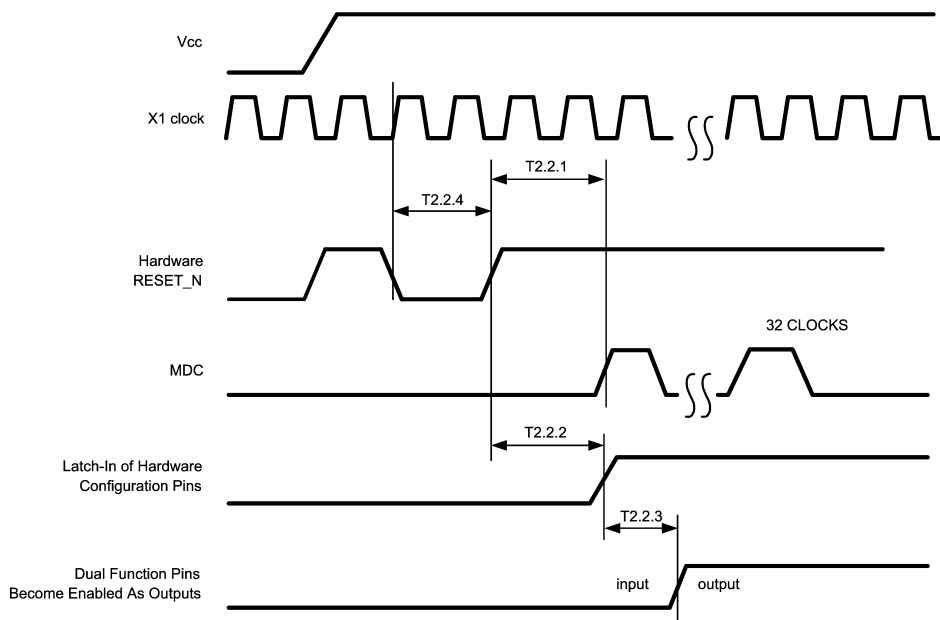 Vcc
X1 clock
T2.2.1
T2.2.4
Hardware
RESET_N
32 CLOCKS
MDC
T2.2.2
Latch-In of Hardware
Configuration Pins
T2.2.3
Dual Function Pins
Become Enabled As Outputs
input
output